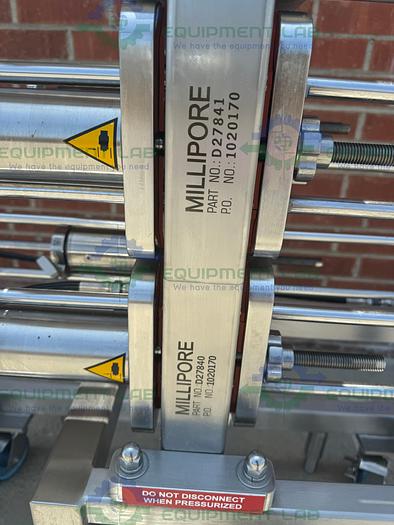 MILLIPORE
PART NO.: D27841
P.O. NO.: 1020170
MILLIPORE
PART NO.: D27840
P.O. NO.: 1020170
DO NOT DISCONNECT
WHEN PRESSURIZED
EQUIPMENT LAB
We have the equipment you need